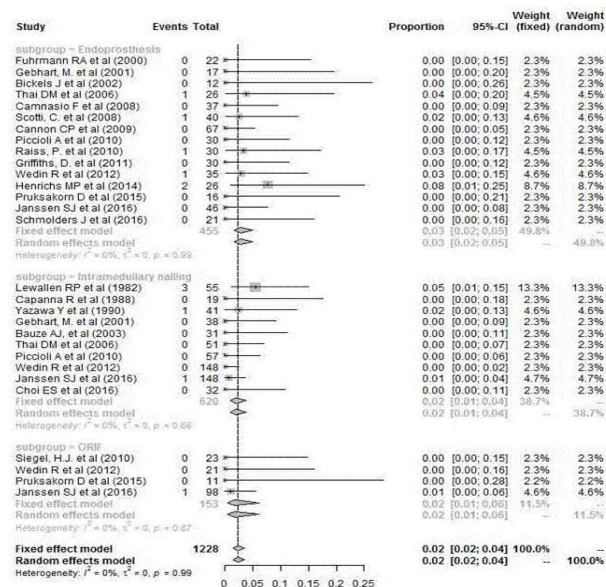 Weight Weight
Study Events Total Proportion 95%-CI (fixed) (random)
subgroup = Endoprosthesis
Fuhrmann RA et al (2000) 0 22 0.00 [0.00; 0.15] 2.3% 2.3%
Gebhart, M. et al (2001) 0 17 0.00 [0.00; 0.20] 2.3% 2.3%
Bickels J et al (2002) 0 12 0.00 [0.00; 0.26] 2.3% 2.3%
Thai DM et al (2006) 1 26 0.04 [0.00; 0.20] 4.5% 4.5%
Camnasio F et al (2008) 0 37 0.00 [0.00; 0.09] 2.3% 2.3%
Scotti, C. et al (2008) 1 40 0.02 [0.00; 0.13] 4.6% 4.6%
Cannon CP et al (2009) 0 67 0.00 [0.00; 0.05] 2.3% 2.3%
Piccioli A et al (2010) 0 30 0.00 [0.00; 0.12] 2.3% 2.3%
Raiss, P. et al (2010) 1 30 0.03 [0.00; 0.17] 4.5% 4.5%
Griffiths, D. et al (2011) 0 30 0.00 [0.00; 0.12] 2.3% 2.3%
Wedin R et al (2012) 1 35 0.03 [0.00; 0.15] 4.6% 4.6%
Henrichs MP et al (2014) 2 26 0.08 [0.01; 0.25] 8.7% 8.7%
Pruksakorn D et al (2015) 0 16 0.00 [0.00; 0.21] 2.3% 2.3%
Janssen SJ et al (2016) 0 46 0.00 [0.00; 0.08] 2.3% 2.3%
Schmolders J et al (2016) 0 21 0.00 [0.00; 0.16] 2.3% 2.3%
Fixed effect model 455 0.03 [0.02; 0.05] 49.8% --
Random effects model 0.03 [0.02; 0.05] -- 49.8%
Heterogeneity: I² = 0%, τ² = 0, p = 0.99
subgroup = Intramedullary nailing
Lewallen RP et al (1982) 3 55 0.05 [0.01; 0.15] 13.3% 13.3%
Capanna R et al (1988) 0 19 0.00 [0.00; 0.18] 2.3% 2.3%
Yazawa Y et al (1990) 1 41 0.02 [0.00; 0.13] 4.6% 4.6%
Gebhart, M. et al (2001) 0 38 0.00 [0.00; 0.09] 2.3% 2.3%
Bauze AJ, et al (2003) 0 31 0.00 [0.00; 0.11] 2.3% 2.3%
Thai DM et al (2006) 0 51 0.00 [0.00; 0.07] 2.3% 2.3%
Piccioli A et al (2010) 0 57 0.00 [0.00; 0.06] 2.3% 2.3%
Wedin R et al (2012) 0 148 0.00 [0.00; 0.02] 2.3% 2.3%
Janssen SJ et al (2016) 1 148 0.01 [0.00; 0.04] 4.7% 4.7%
Choi ES et al (2016) 0 32 0.00 [0.00; 0.11] 2.3% 2.3%
Fixed effect model 620 0.02 [0.01; 0.04] 38.7% --
Random effects model 0.02 [0.01; 0.04] -- 38.7%
Heterogeneity: I² = 0%, τ² = 0, p = 0.66
subgroup = ORIF
Siegel, H.J. et al (2010) 0 23 0.00 [0.00; 0.15] 2.3% 2.3%
Wedin R et al (2012) 0 21 0.00 [0.00; 0.16] 2.3% 2.3%
Pruksakorn D et al (2015) 0 11 0.00 [0.00; 0.28] 2.2% 2.2%
Janssen SJ et al (2016) 1 98 0.01 [0.00; 0.06] 4.6% 4.6%
Fixed effect model 153 0.02 [0.01; 0.06] 11.5% --
Random effects model 0.02 [0.01; 0.06] -- 11.5%
Heterogeneity: I² = 0%, τ² = 0, p = 0.87
Fixed effect model 1228 0.02 [0.02; 0.04] 100.0% --
Random effects model 0.02 [0.02; 0.04] -- 100.0%
Heterogeneity: I² = 0%, τ² = 0, p = 0.99
0 0.05 0.1 0.15 0.2 0.25